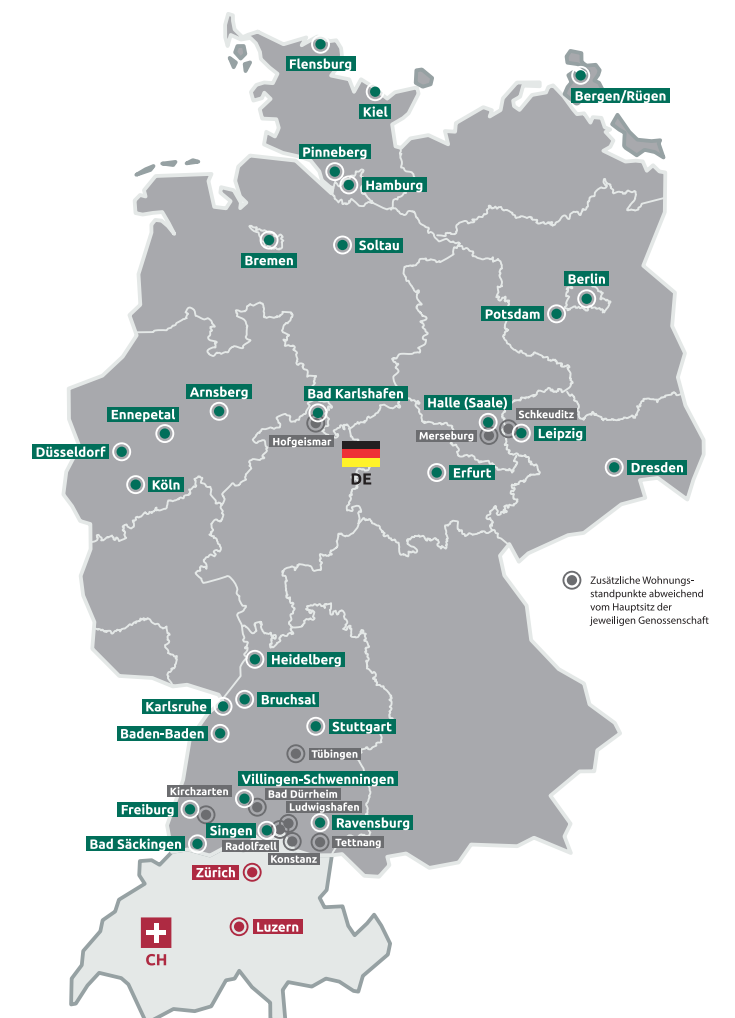 Flensburg
Bergen/Rügen
Kiel
Pinneberg
Hamburg
Soltau
Bremen
Berlin
Potsdam
Arnsberg
Bad Karlshafen
Halle (Saale)
Ennepetal
Schkeuditz
Hofgeismar
Merseburg
Leipzig
Düsseldorf
DE
Erfurt
Dresden
Köln
Zusätzliche Wohnungs-
standpunkte abweichend
vom Hauptsitz der
jeweiligen Genossenschaft
Heidelberg
Bruchsal
Karlsruhe
Stuttgart
Baden-Baden
Tübingen
Villingen-Schwenningen
Kirchzarten
Bad Dürrheim
Ludwigshafen
Freiburg
Singen
Ravensburg
Bad Säckingen
Radolfzell
Tettnang
Konstanz
Zürich
Luzern
CH